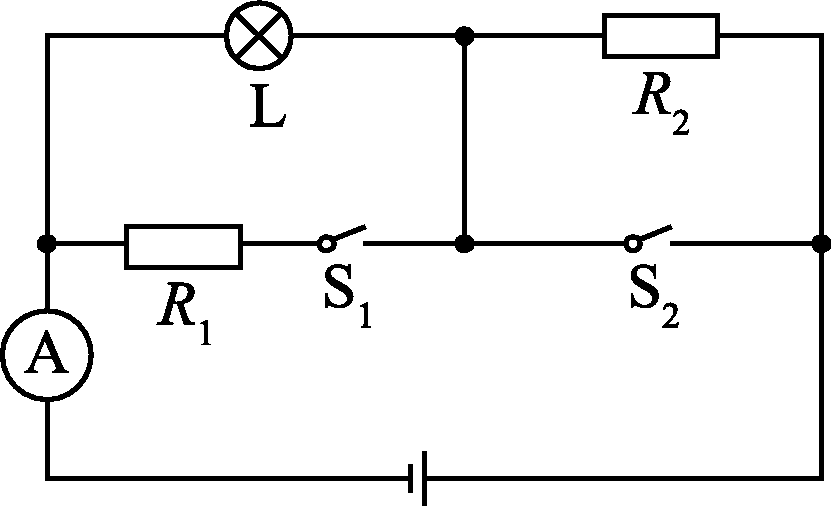 L
R₂
R₁
S₁
S₂
A